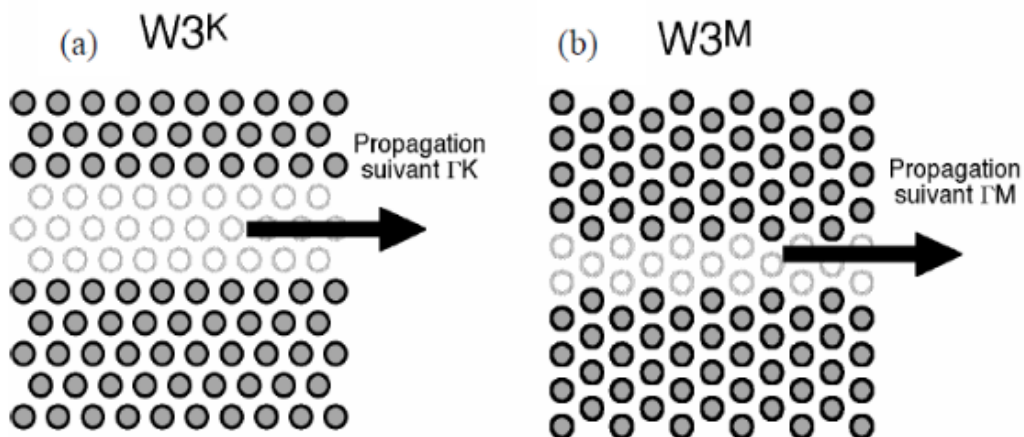 (a) W3K
Propagation
suivant ΓK
(b) W3M
Propagation
suivant ΓM